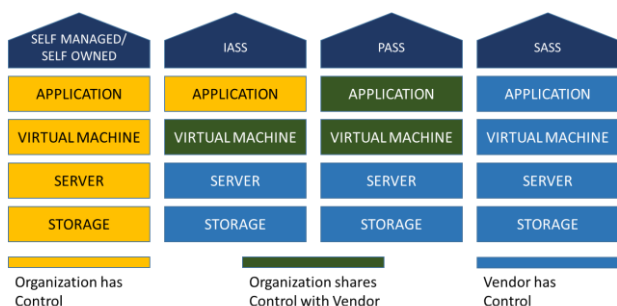 SELF MANAGED/
SELF OWNED
IASS
PASS
SASS
APPLICATION
APPLICATION
APPLICATION
APPLICATION
VIRTUAL MACHINE
VIRTUAL MACHINE
VIRTUAL MACHINE
VIRTUAL MACHINE
SERVER
SERVER
SERVER
SERVER
STORAGE
STORAGE
STORAGE
STORAGE
Organization has
Control
Organization shares
Control with Vendor
Vendor has
Control